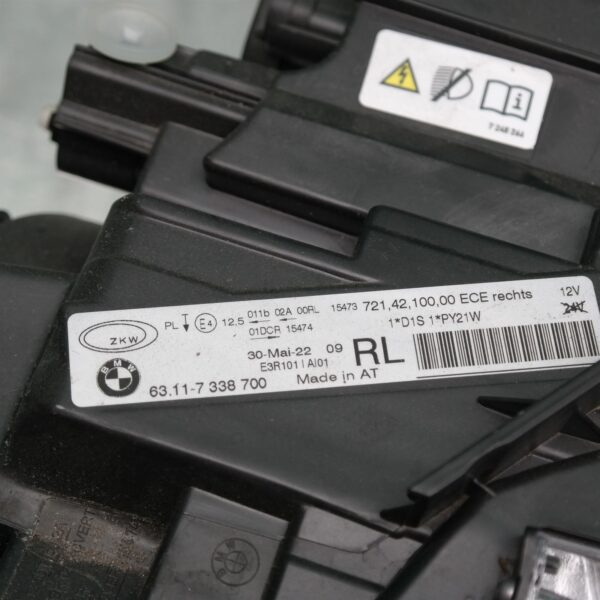 7 248 266
ZKW
PL E4 12,5 011b 02A 00RL 15473 721,42,100,00 ECE rechts 12V
01DCR 15474 1*D1S 1*PY21W 24V
30-Mai-22 09 RL
E3R101 | AI01
BMW 63.11-7 338 700 Made in AT
BMW